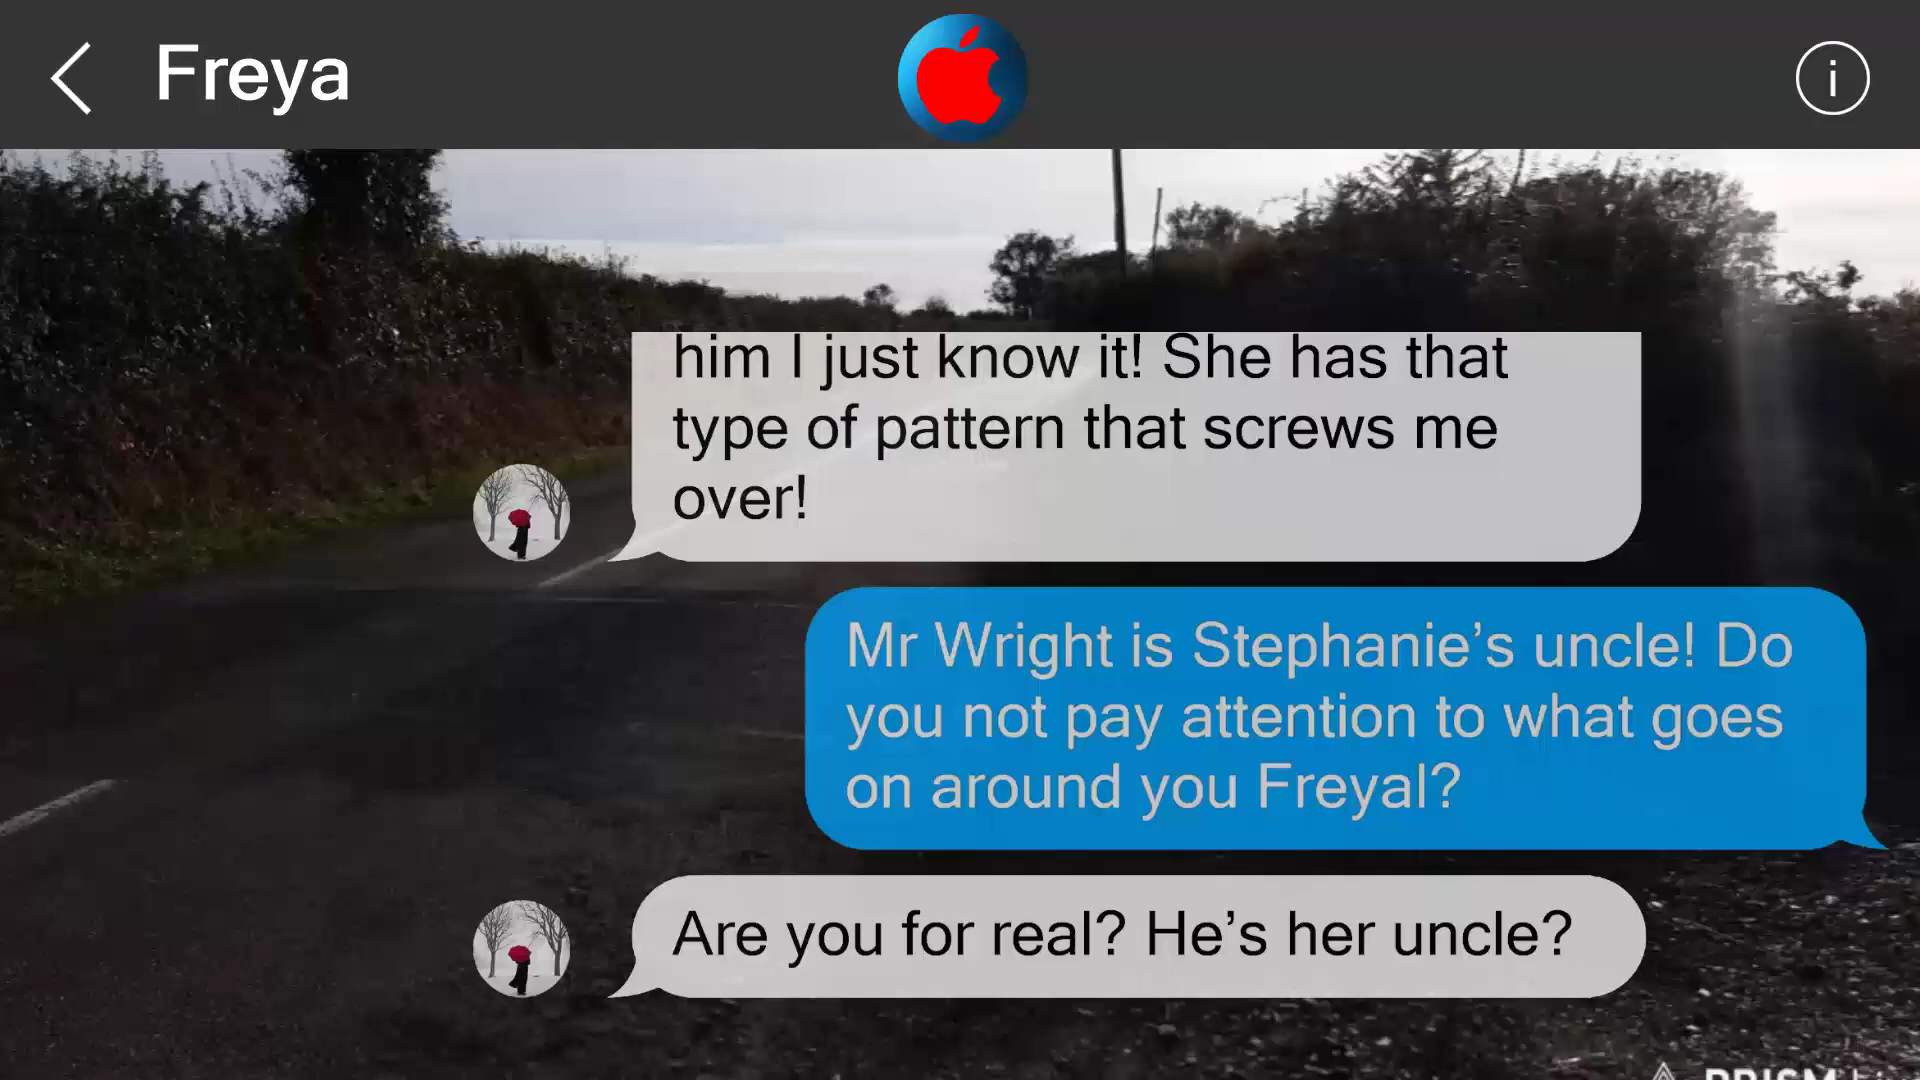 Freya
i
him I just know it! She has that
type of pattern that screws me
over!
Mr Wright is Stephanie’s uncle! Do
you not pay attention to what goes
on around you Freyal?
Are you for real? He’s her uncle?
PRISM